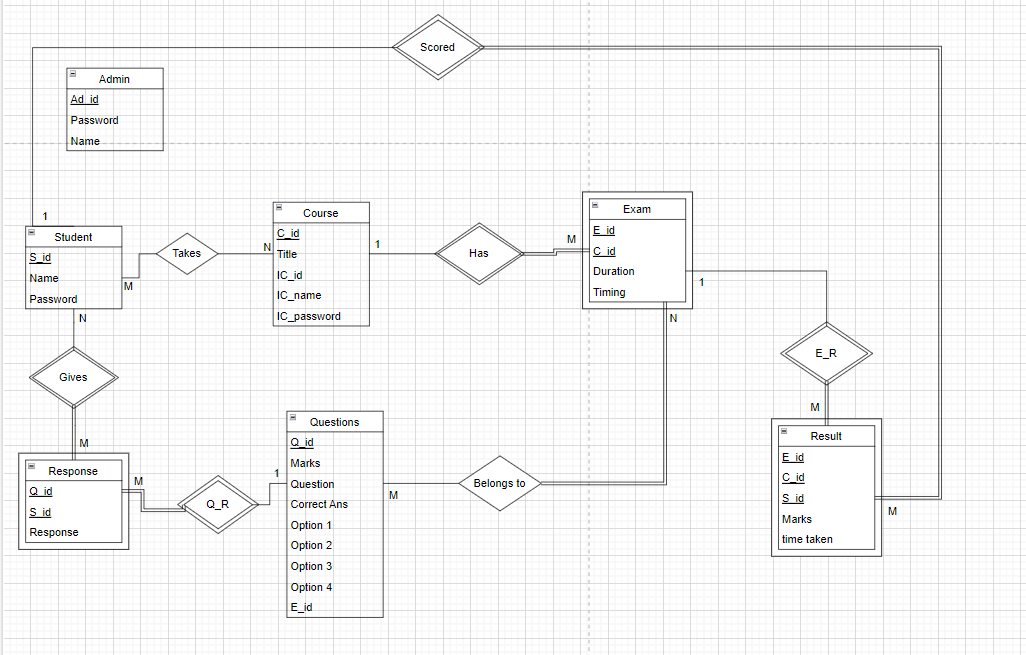 Scored
Admin
Ad_id
Password
Name
1
Student
S_id
Name
Password
M
Takes
N
Course
C_id
Title
IC_id
IC_name
IC_password
1
Has
M
Exam
E_id
C_id
Duration
Timing
1
N
N
Gives
M
E_R
M
Response
Q_id
S_id
Response
M
Q_R
1
Questions
Q_id
Marks
Question
Correct Ans
Option 1
Option 2
Option 3
Option 4
E_id
M
Belongs to
Result
E_id
C_id
S_id
Marks
time taken
M